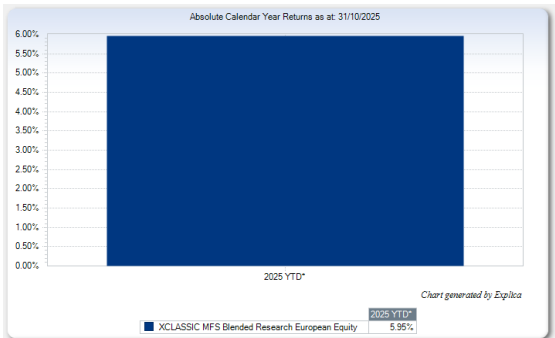 Absolute Calendar Year Returns as at: 31/10/2025
6.00%
5.50%
5.00%
4.50%
4.00%
3.50%
3.00%
2.50%
2.00%
1.50%
1.00%
0.50%
0.00%
2025 YTD*
Chart generated by Explica
2025 YTD*
XCLASSIC MFS Blended Research European Equity 5.95%